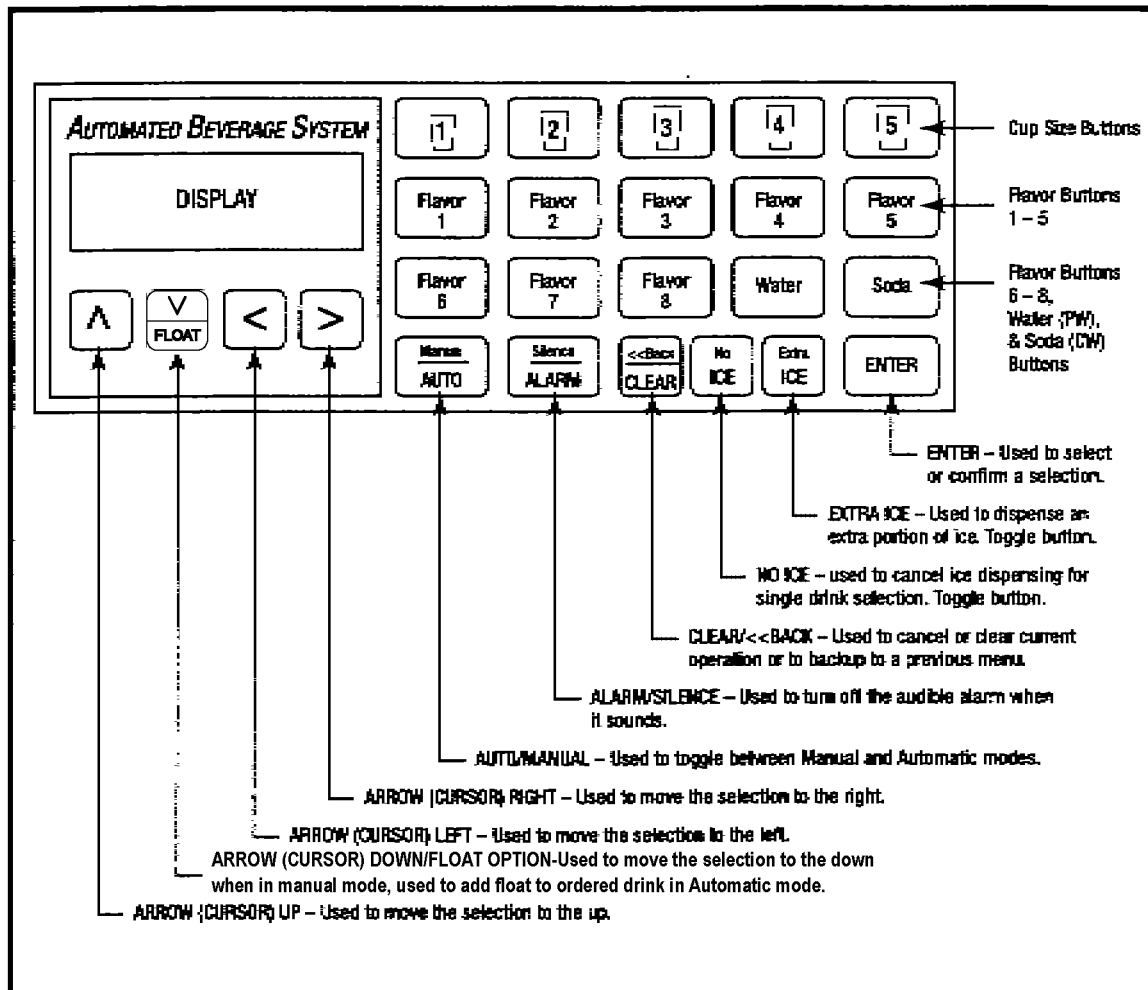 AUTOMATED BEVERAGE SYSTEM
DISPLAY
1 2 3 4 5
Cup Size Buttons
Flavor 1
Flavor 2
Flavor 3
Flavor 4
Flavor 5
Flavor Buttons
1 – 5
Flavor 6
Flavor 7
Flavor 8
Water
Soda
Flavor Buttons
6 – 8,
Water (PW),
& Soda (CW)
Buttons
Λ
V
FLOAT
<
>
Manual
AUTO
Silence
ALARM
<<Back
CLEAR
No
ICE
Extra
ICE
ENTER
ENTER – Used to select
or confirm a selection.
EXTRA ICE – Used to dispense an
extra portion of ice. Toggle button.
NO ICE – used to cancel ice dispensing for
single drink selection. Toggle button.
CLEAR/<<BACK – Used to cancel or clear current
operation or to backup to a previous menu.
ALARM/SILENCE – Used to turn off the audible alarm when
it sounds.
AUTO/MANUAL – Used to toggle between Manual and Automatic modes.
ARROW (CURSOR) RIGHT – Used to move the selection to the right.
ARROW (CURSOR) LEFT – Used to move the selection to the left.
ARROW (CURSOR) DOWN/FLOAT OPTION-Used to move the selection to the down
when in manual mode, used to add float to ordered drink in Automatic mode.
ARROW (CURSOR) UP – Used to move the selection to the up.